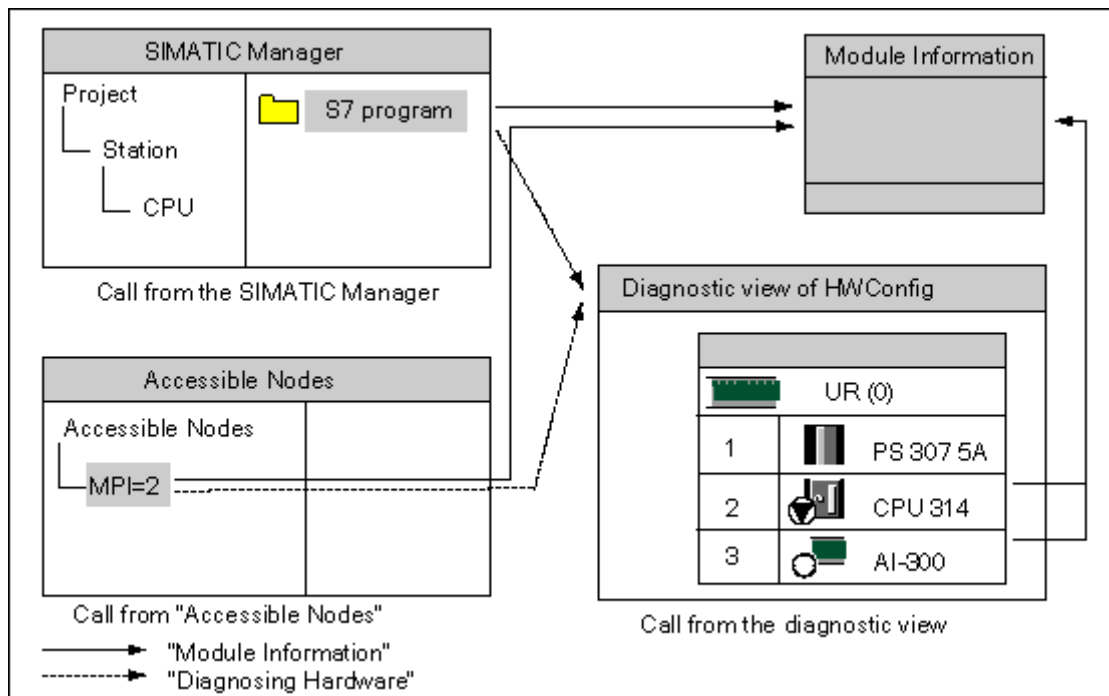 SIMATIC Manager
Project
Station
CPU
S7 program
Call from the SIMATIC Manager
Module Information
Accessible Nodes
Accessible Nodes
MPI=2
Call from "Accessible Nodes"
Diagnostic view of HWConfig
UR (0)
1 PS 307 5A
2 CPU 314
3 AI-300
Call from the diagnostic view
"Module Information"
"Diagnosing Hardware"